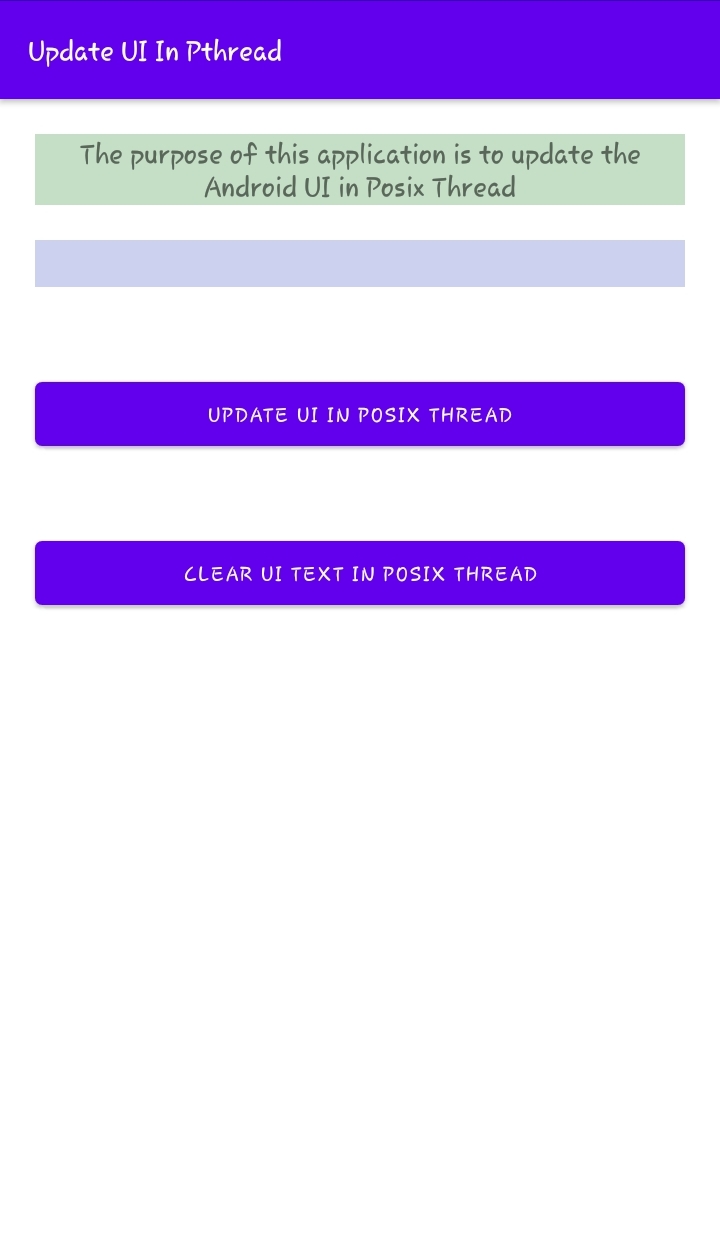 Update UI In Pthread
The purpose of this application is to update the
Android UI in Posix Thread
UPDATE UI IN POSIX THREAD
CLEAR UI TEXT IN POSIX THREAD